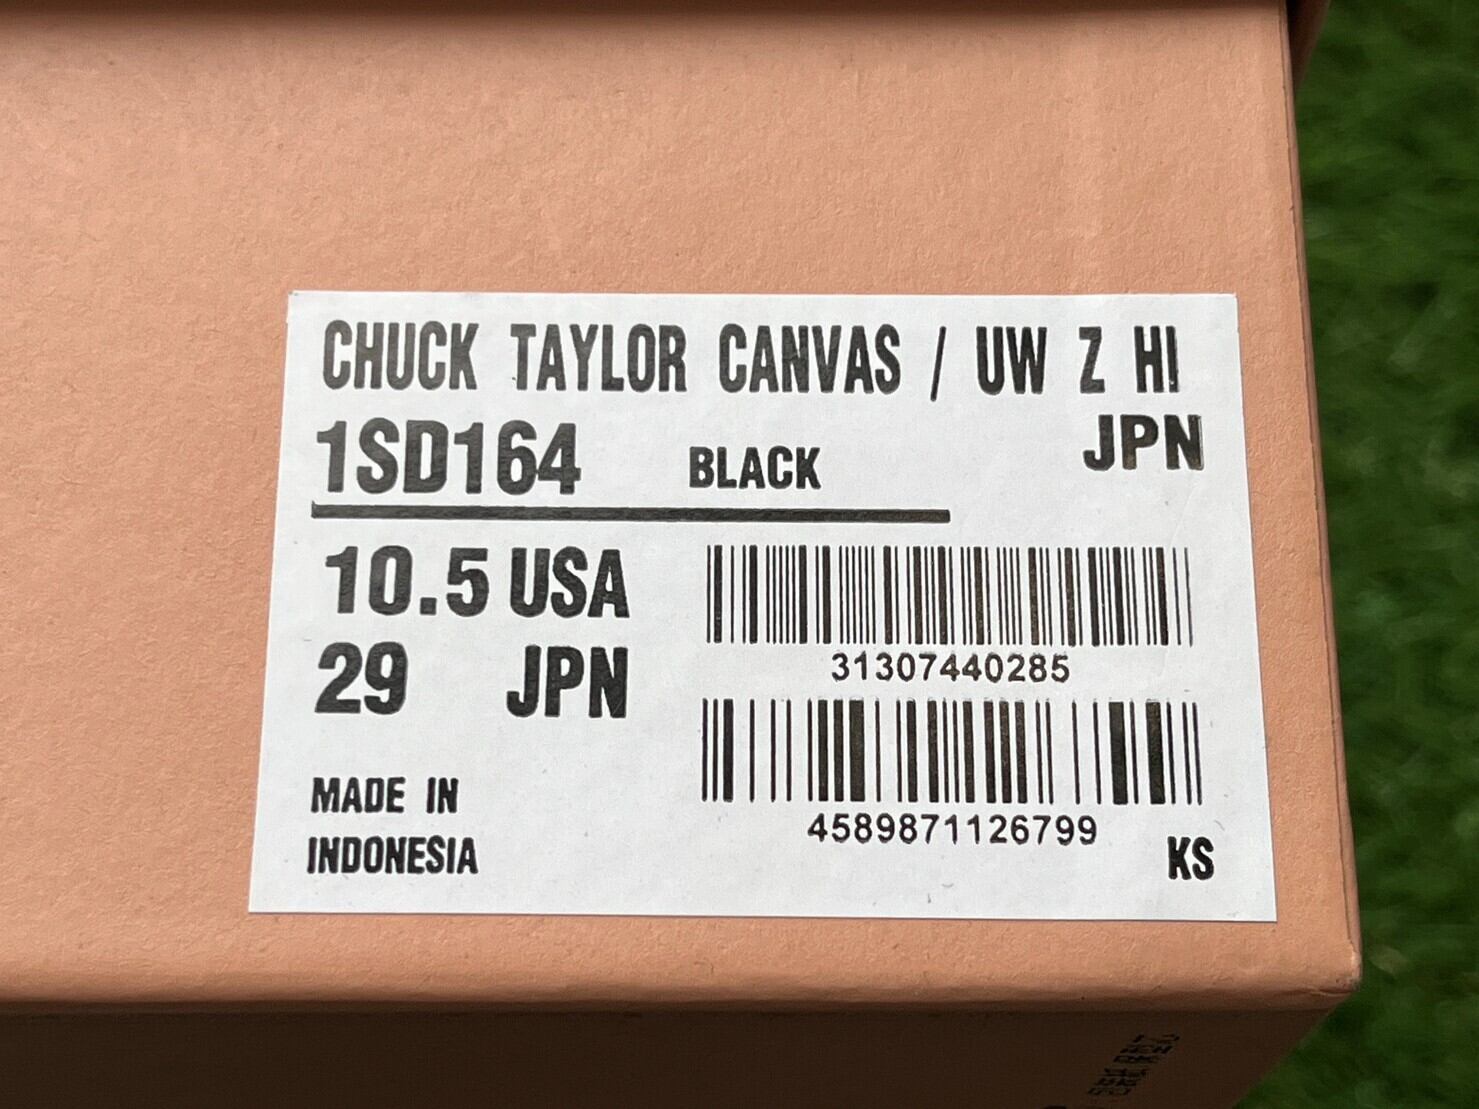 CHUCK TAYLOR CANVAS / UW Z HI
1SD164 BLACK JPN
10.5 USA
29 JPN
31307440285
4589871126799
MADE IN
INDONESIA
KS